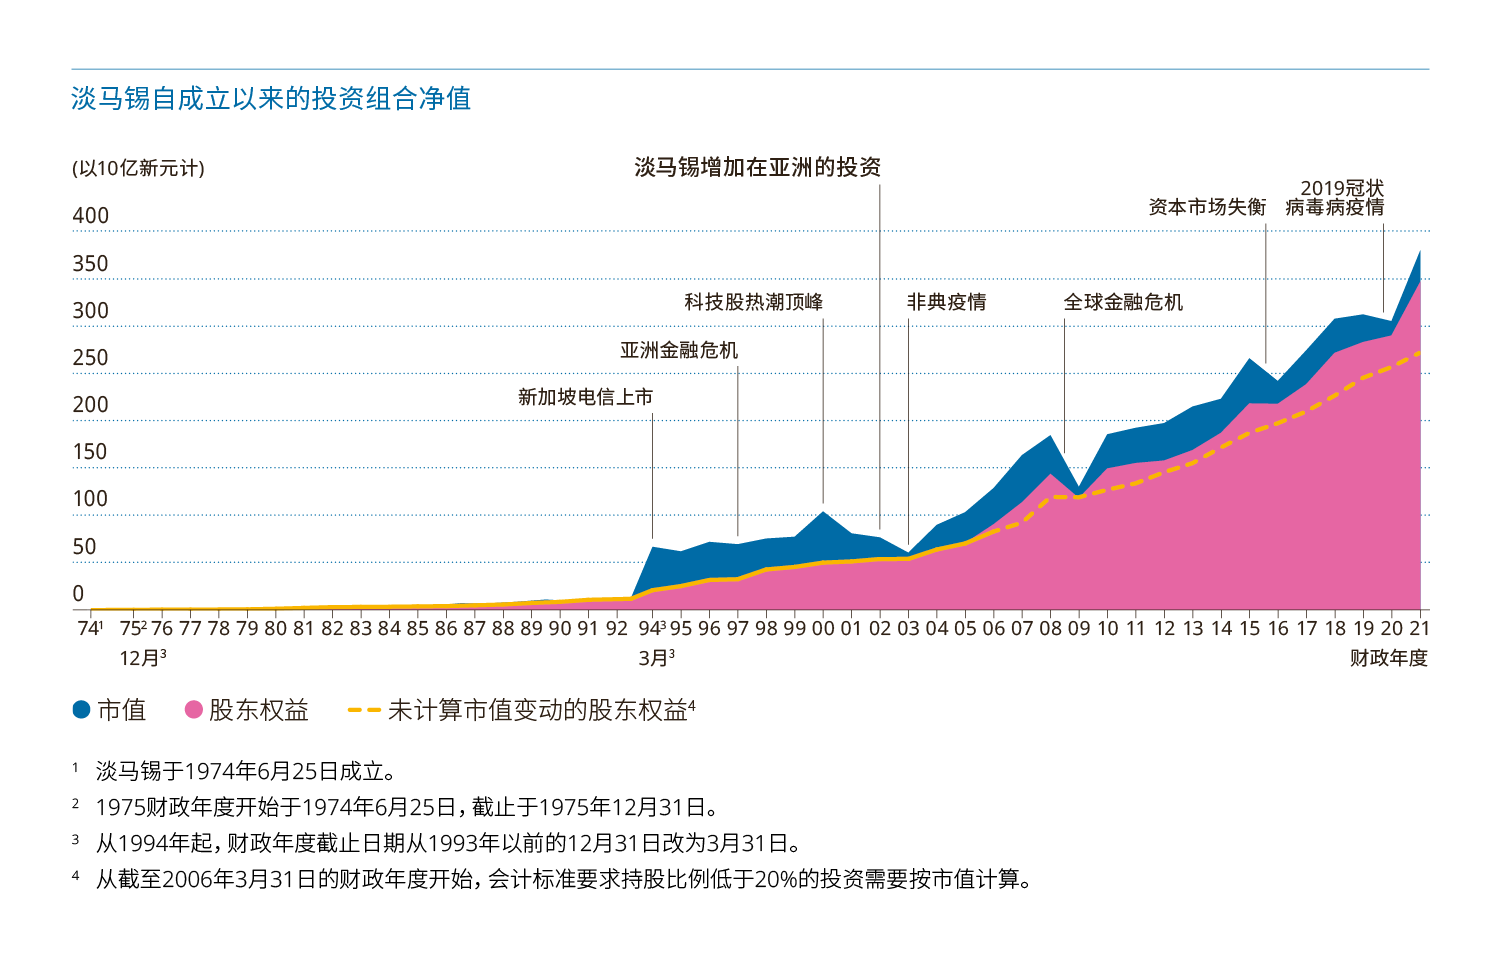 淡马锡自成立以来的投资组合净值
(以10亿新元计)
淡马锡增加在亚洲的投资
2019冠状
资本市场失衡 病毒病疫情
400
350
科技股热潮顶峰 非典疫情 全球金融危机
300
亚洲金融危机
250
新加坡电信上市
200
150
100
50
0
74¹ 75² 76 77 78 79 80 81 82 83 84 85 86 87 88 89 90 91 92 94³ 95 96 97 98 99 00 01 02 03 04 05 06 07 08 09 10 11 12 13 14 15 16 17 18 19 20 21
12月³ 3月³ 财政年度
市值 股东权益 未计算市值变动的股东权益⁴
¹ 淡马锡于1974年6月25日成立。
² 1975财政年度开始于1974年6月25日，截止于1975年12月31日。
³ 从1994年起，财政年度截止日期从1993年以前的12月31日改为3月31日。
⁴ 从截至2006年3月31日的财政年度开始，会计标准要求持股比例低于20%的投资需要按市值计算。